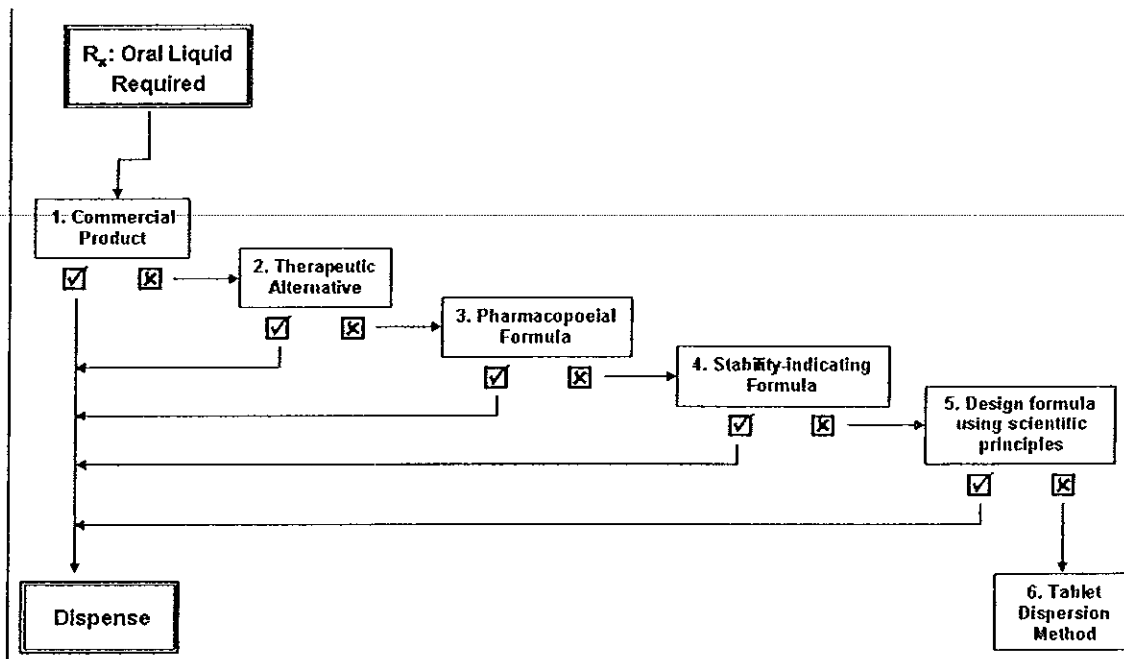 Rx: Oral Liquid
Required
1. Commercial
Product
2. Therapeutic
Alternative
3. Pharmacopoeial
Formula
4. Stability-indicating
Formula
5. Design formula
using scientific
principles
Dispense
6. Tablet
Dispersion
Method